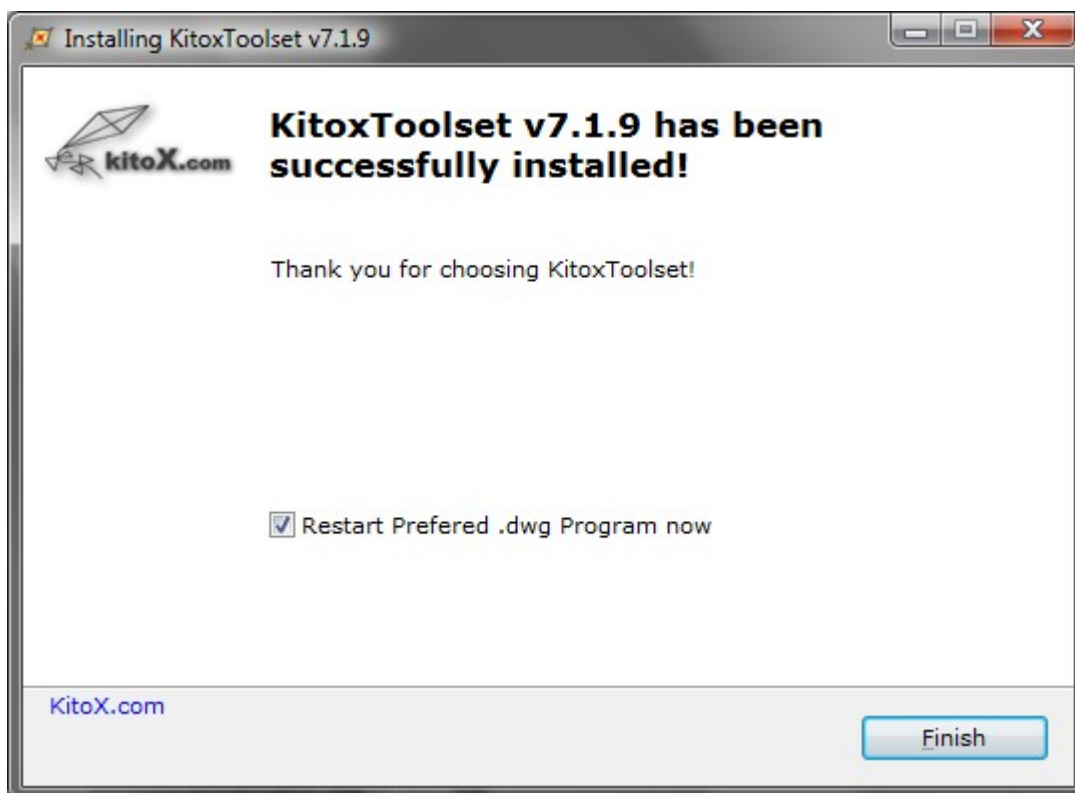 Installing KitoxToolset v7.1.9
kitoX.com
KitoxToolset v7.1.9 has been
successfully installed!
Thank you for choosing KitoxToolset!
Restart Prefered .dwg Program now
KitoX.com
Finish